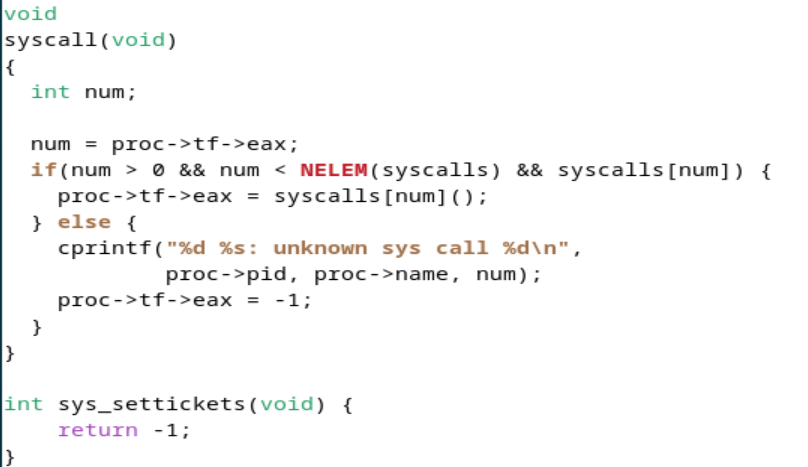 void
syscall(void)
{
  int num;

  num = proc->tf->eax;
  if(num > 0 && num < NELEM(syscalls) && syscalls[num]) {
    proc->tf->eax = syscalls[num]();
  } else {
    cprintf("%d %s: unknown sys call %d\n",
            proc->pid, proc->name, num);
    proc->tf->eax = -1;
  }
}

int sys_settickets(void) {
    return -1;
}